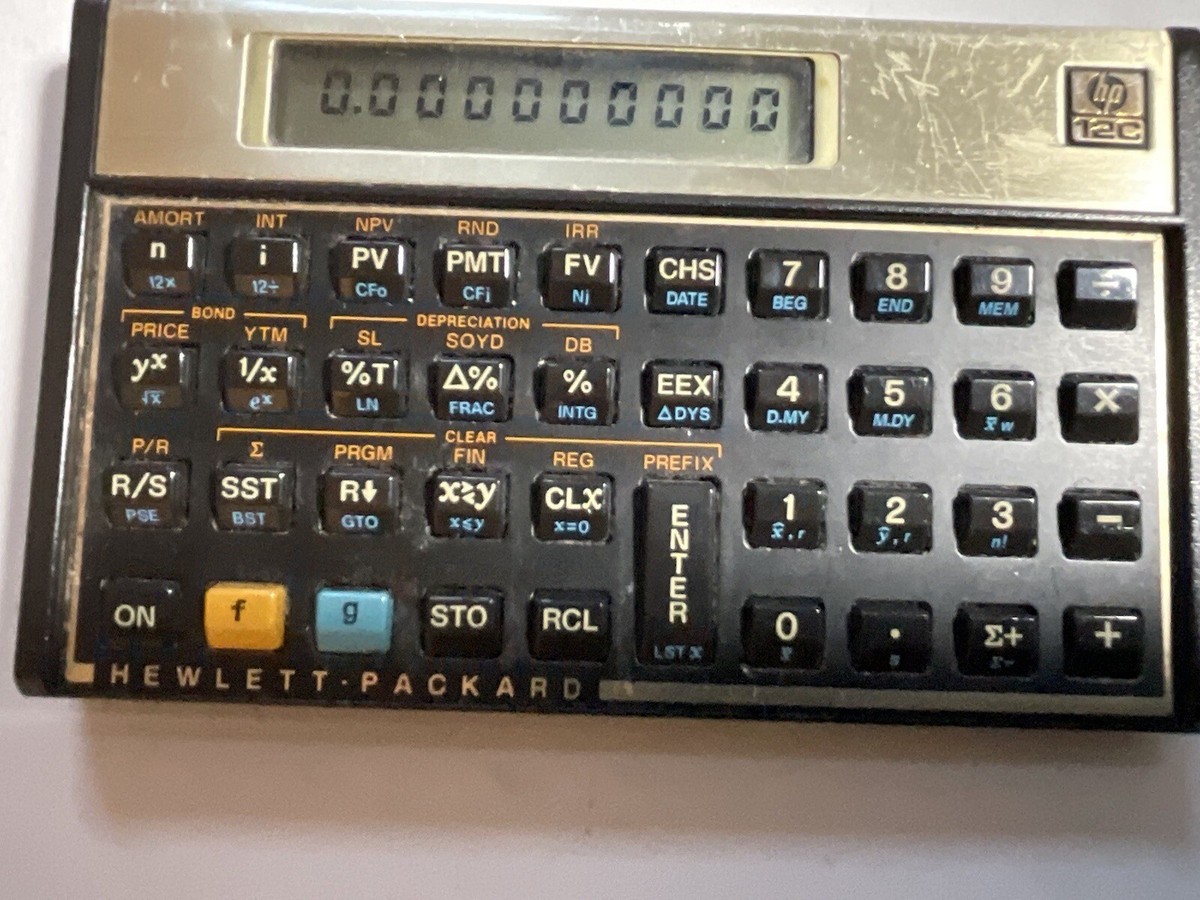 0.000000000
hp
12C
AMORT INT NPV RND IRR
n i PV PMT FV CHS 7 8 9 ÷
12x 12÷ CFo CFj Nj DATE BEG END MEM
BOND DEPRECIATION
PRICE YTM SL SOYD DB
yx 1/x %T Δ% % EEX 4 5 6 X
√x ex LN FRAC INTG ΔDYS D.MY M.DY x̄w
CLEAR
P/R Σ PRGM FIN REG PREFIX
R/S SST R↓ x≷y CLx ENTER 1 2 3 −
PSE BST GTO x≤y x=0 x̂,r ŷ,r n!
ON f g STO RCL 0 . Σ+ +
LSTx x̄ s Σ−
HEWLETT·PACKARD